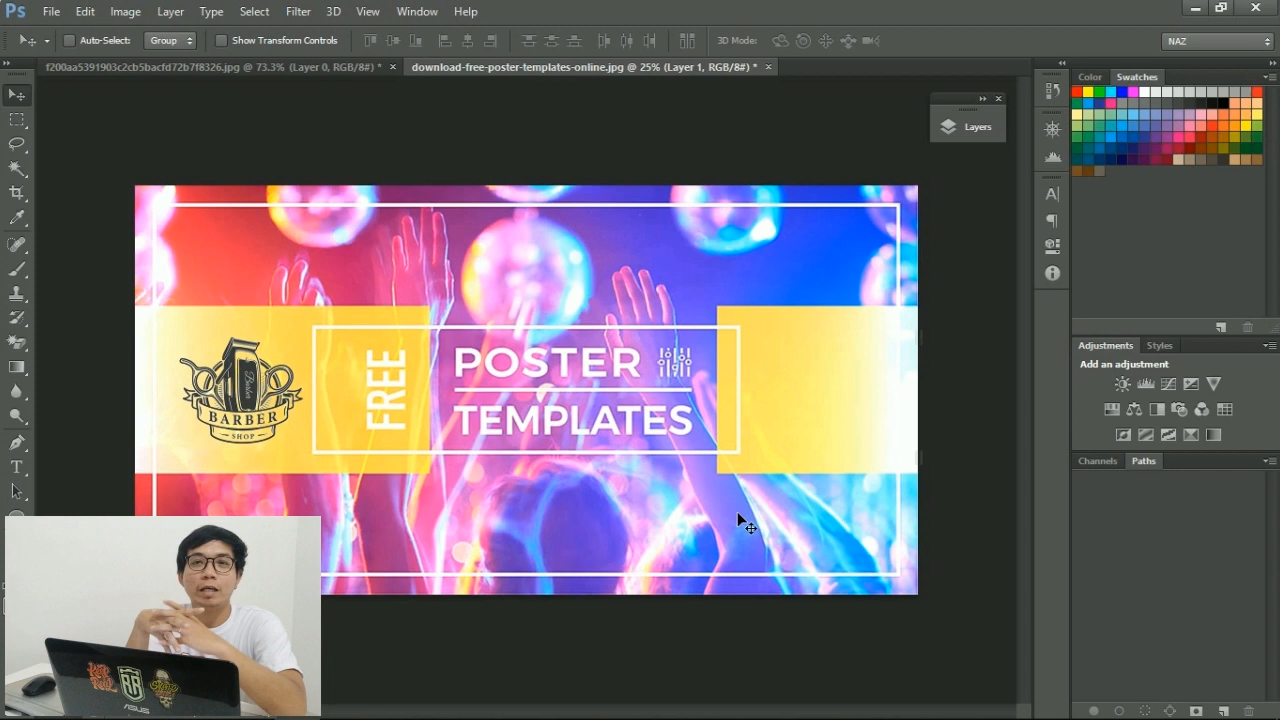 Ps File Edit Image Layer Type Select Filter 3D View Window Help
Auto-Select: Group Show Transform Controls 3D Mode: NAZ
f200aa5391903c2cb5bacfd72b7f8326.jpg @ 73.3% (Layer 0, RGB/8#) * × download-free-poster-templates-online.jpg @ 25% (Layer 1, RGB/8#) * ×
Color Swatches
Layers
FREE
POSTER
TEMPLATES
BARBER
SHOP
Adjustments Styles
Add an adjustment
Channels Paths
ASUS